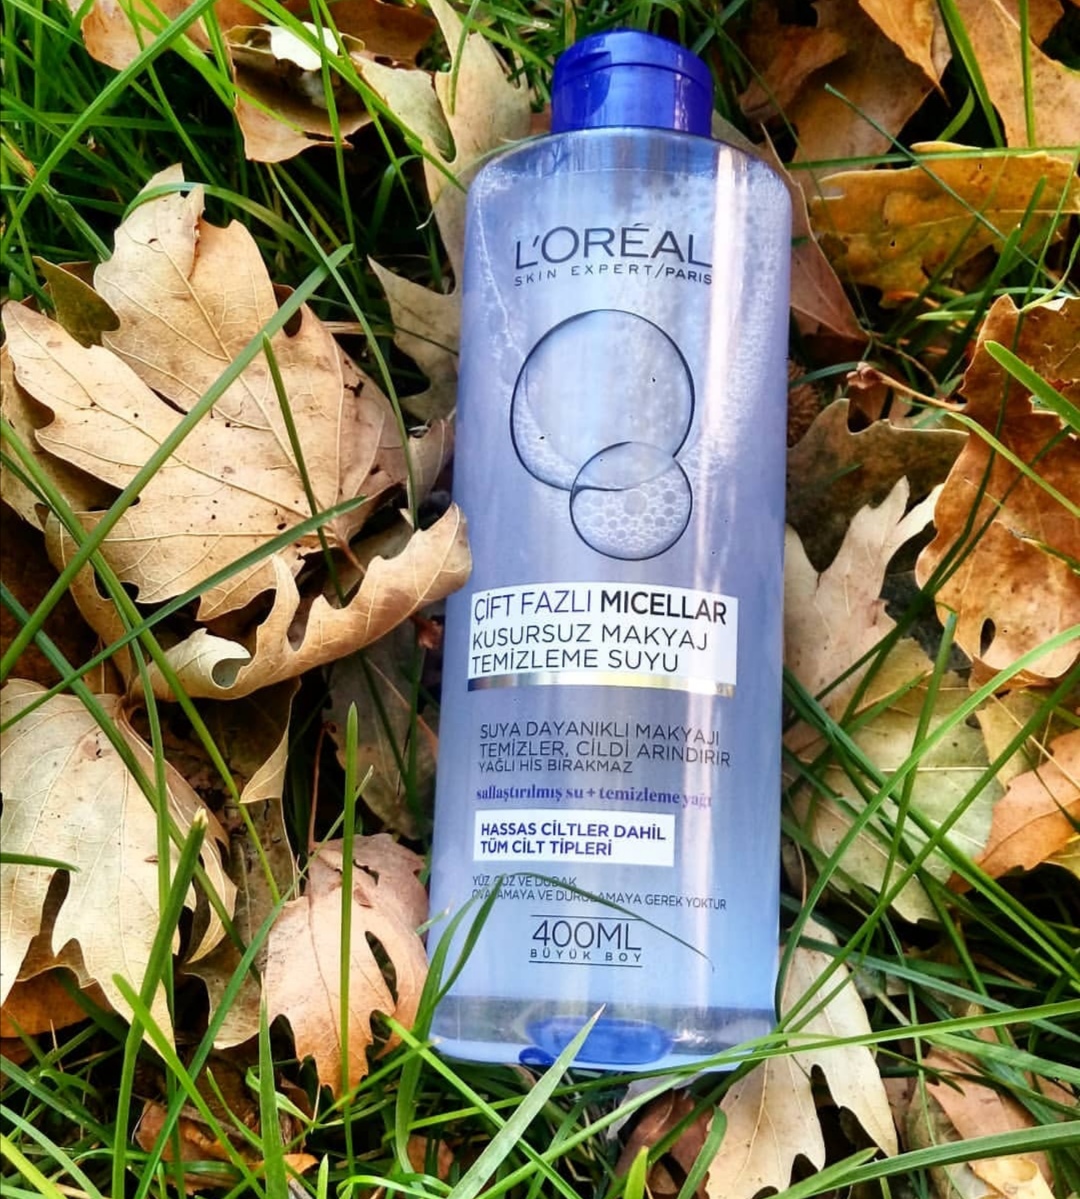 L'ORÉAL
SKIN EXPERT/PARIS
ÇİFT FAZLI MICELLAR
KUSURSUZ MAKYAJ
TEMİZLEME SUYU
SUYA DAYANIKLI MAKYAJI
TEMİZLER, CİLDİ ARINDIRIR
YAĞLI HİS BIRAKMAZ
sallaştırılmış su + temizleme yağı
HASSAS CİLTLER DAHİL
TÜM CİLT TİPLERİ
YÜZ GÖZ VE DUDAK
OVALAMAYA VE DURULAMAYA GEREK YOKTUR
400ML
BÜYÜK BOY